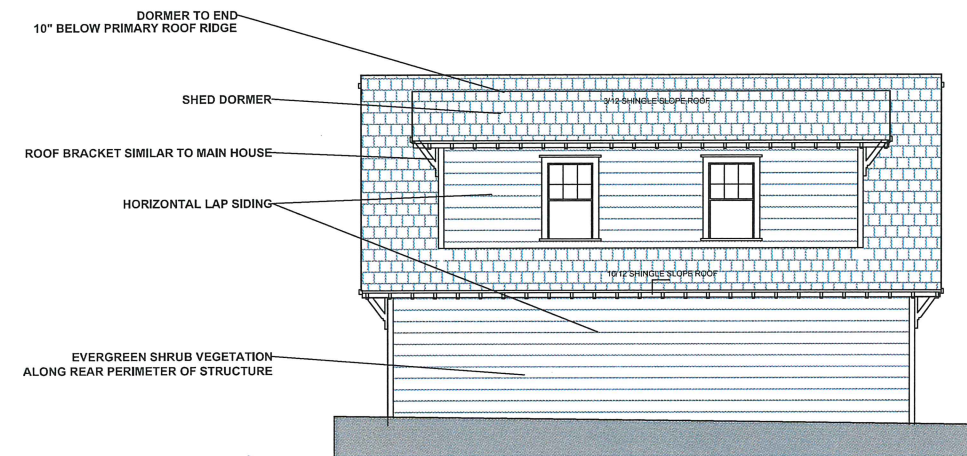 DORMER TO END
10" BELOW PRIMARY ROOF RIDGE
SHED DORMER
3/12 SHINGLE SLOPE ROOF
ROOF BRACKET SIMILAR TO MAIN HOUSE
HORIZONTAL LAP SIDING
10/12 SHINGLE SLOPE ROOF
EVERGREEN SHRUB VEGETATION
ALONG REAR PERIMETER OF STRUCTURE